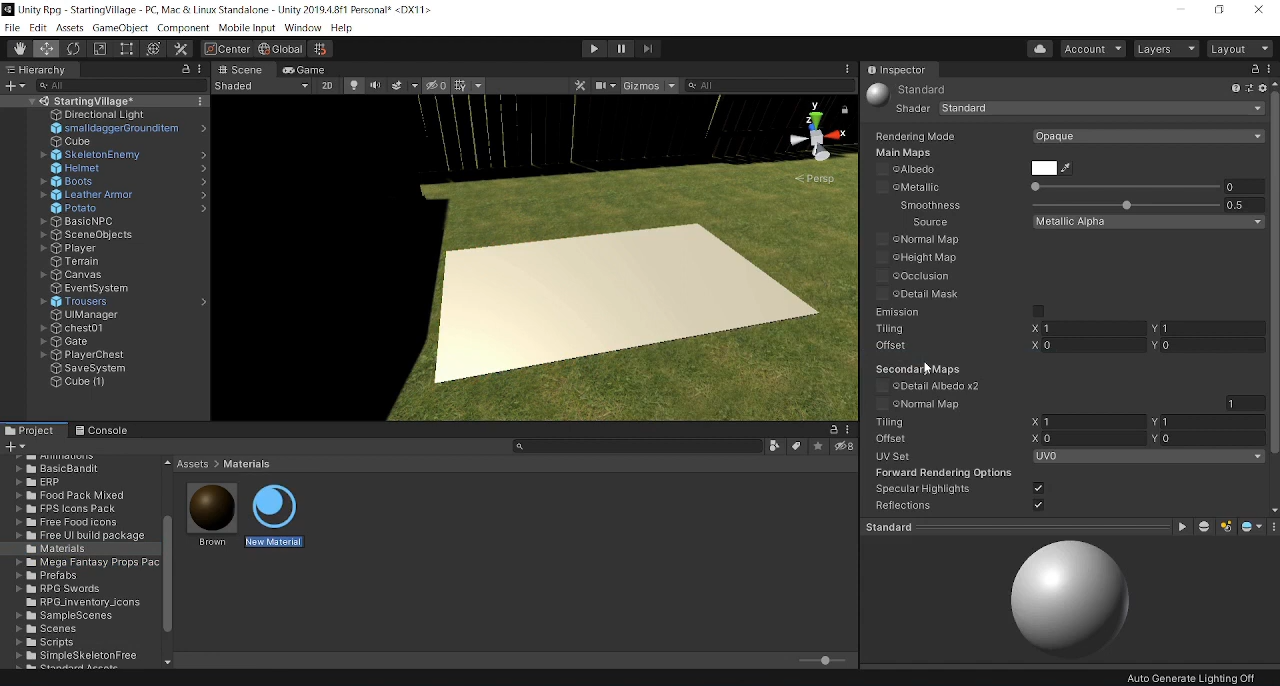 Unity Rpg - StartingVillage - PC, Mac & Linux Standalone - Unity 2019.4.8f1 Personal* <DX11>
File Edit Assets GameObject Component Mobile Input Window Help
Center Global Account Layers Layout
Hierarchy
All
StartingVillage*
Directional Light
smalldaggerGrounditem
Cube
SkeletonEnemy
Helmet
Boots
Leather Armor
Potato
BasicNPC
SceneObjects
Player
Terrain
Canvas
EventSystem
Trousers
UIManager
chest01
Gate
PlayerChest
SaveSystem
Cube (1)
Scene Game
Shaded 2D 0 Gizmos All
y
z x
Persp
Inspector
Standard
Shader Standard
Rendering Mode Opaque
Main Maps
Albedo
Metallic 0
Smoothness 0.5
Source Metallic Alpha
Normal Map
Height Map
Occlusion
Detail Mask
Emission
Tiling X 1 Y 1
Offset X 0 Y 0
Secondary Maps
Detail Albedo x2
Normal Map 1
Tiling X 1 Y 1
Offset X 0 Y 0
UV Set UV0
Forward Rendering Options
Specular Highlights
Reflections
Standard
Project Console
8
Animations
BasicBandit
ERP
Food Pack Mixed
FPS Icons Pack
Free Food icons
Free UI build package
Materials
Mega Fantasy Props Pac
Prefabs
RPG Swords
RPG_inventory_icons
SampleScenes
Scenes
Scripts
SimpleSkeletonFree
Standard Assets
Assets > Materials
Brown New Material
Auto Generate Lighting Off